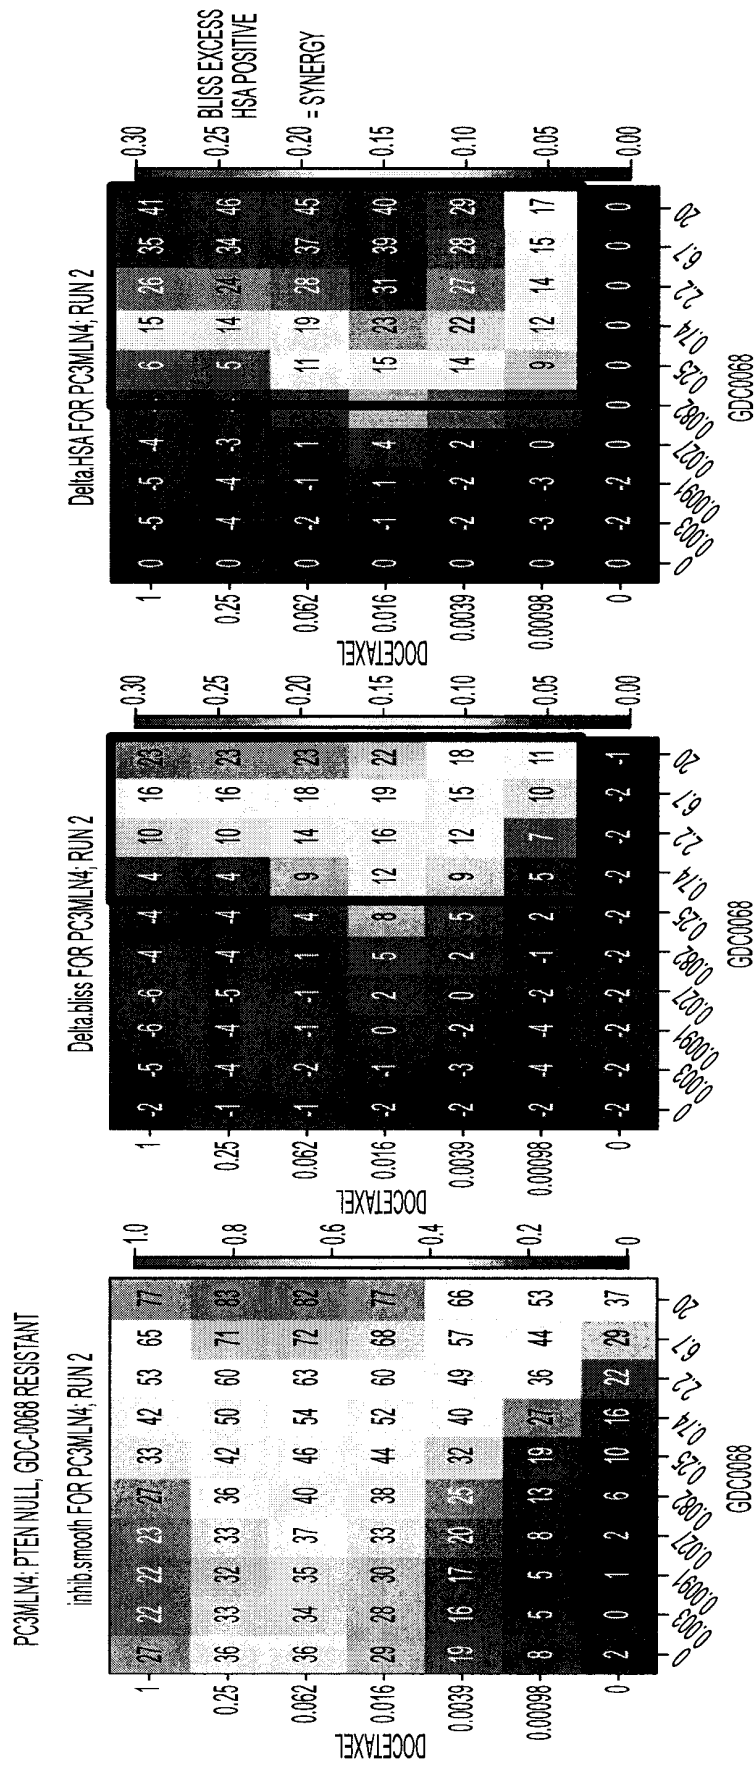 PC3MLN4: PTEN NULL, GDC-0068 RESISTANT
inhib.smooth FOR PC3MLN4; RUN 2
DOCETAXEL
1 27 22 22 23 27 33 42 53 65 77
0.25 36 33 32 33 36 42 50 60 71 83
0.062 36 34 35 37 40 46 54 63 72 82
0.016 29 28 30 33 38 44 52 60 68 77
0.0039 19 16 17 20 25 32 40 49 57 66
0.00098 8 5 5 8 13 19 27 36 44 53
0 2 0 1 2 6 10 16 22 29 37
0 0.003 0.0091 0.027 0.082 0.25 0.74 2.2 6.7 20
GDC0068
1.0
0.8
0.6
0.4
0.2
0
Delta.bliss FOR PC3MLN4; RUN 2
DOCETAXEL
1 -2 -5 -6 -6 -4 -4 4 10 16 23
0.25 -1 -4 -4 -5 -4 -4 4 10 16 23
0.062 -1 -2 -1 -1 1 4 9 14 18 23
0.016 -2 -1 0 2 5 8 12 16 19 22
0.0039 -2 -3 -2 0 2 5 9 12 15 18
0.00098 -2 -4 -4 -2 -1 2 5 7 10 11
0 -2 -2 -2 -2 -2 -2 -2 -2 -2 -1
0 0.003 0.0091 0.027 0.082 0.25 0.74 2.2 6.7 20
GDC0068
0.30
0.25
0.20
0.15
0.10
0.05
0.00
Delta.HSA FOR PC3MLN4; RUN 2
DOCETAXEL
1 0 -5 -5 -4 6 15 26 35 41
0.25 0 -4 -4 -3 5 14 24 34 46
0.062 0 -2 -1 1 11 19 28 37 45
0.016 0 -1 1 4 15 23 31 39 40
0.0039 0 -2 -2 2 14 22 27 28 29
0.00098 0 -3 -3 0 9 12 14 15 17
0 0 -2 -2 0 0 0 0 0 0 0
0 0.003 0.0091 0.027 0.082 0.25 0.74 2.2 6.7 20
GDC0068
0.30
0.25
0.20
0.15
0.10
0.05
0.00
BLISS EXCESS
HSA POSITIVE
= SYNERGY